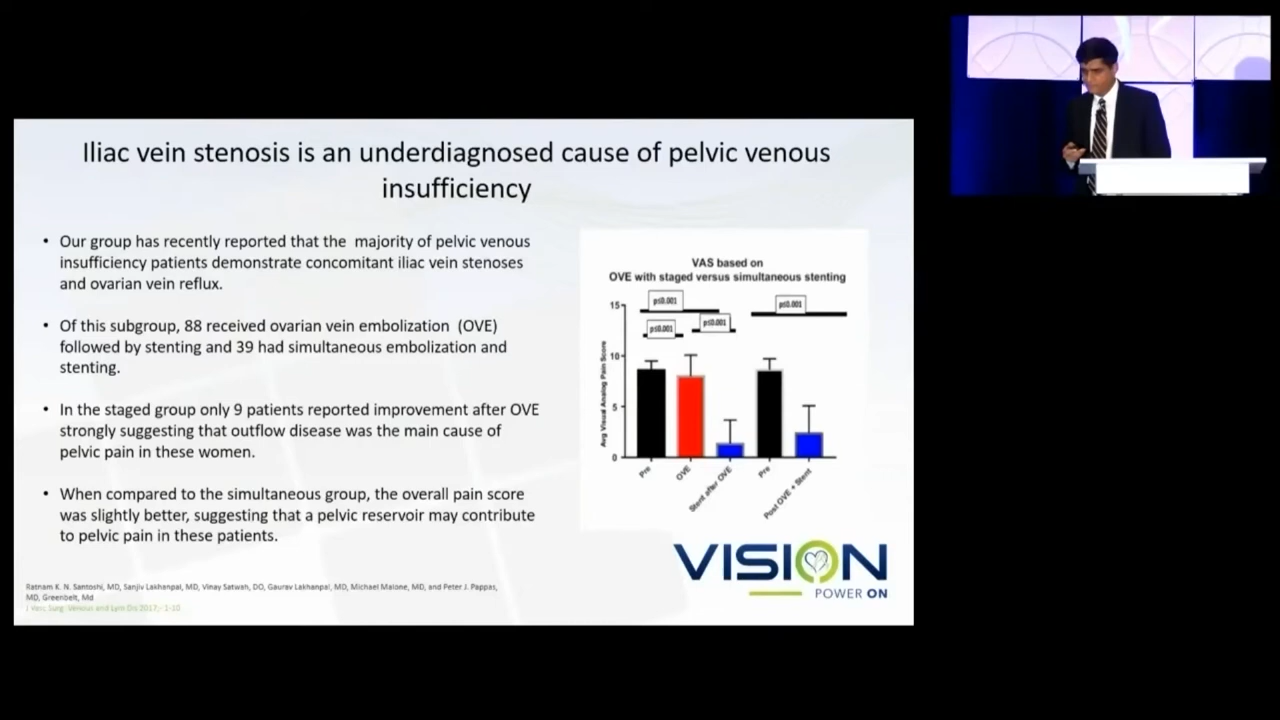 Iliac vein stenosis is an underdiagnosed cause of pelvic venous
insufficiency
• Our group has recently reported that the majority of pelvic venous
insufficiency patients demonstrate concomitant iliac vein stenoses
and ovarian vein reflux.
• Of this subgroup, 88 received ovarian vein embolization (OVE)
followed by stenting and 39 had simultaneous embolization and
stenting.
• In the staged group only 9 patients reported improvement after OVE
strongly suggesting that outflow disease was the main cause of
pelvic pain in these women.
• When compared to the simultaneous group, the overall pain score
was slightly better, suggesting that a pelvic reservoir may contribute
to pelvic pain in these patients.
Ratnam K. N. Santoshi, MD, Sanjiv Lakhanpal, MD, Vinay Satwah, DO, Gaurav Lakhanpal, MD, Michael Malone, MD, and Peter J. Pappas,
MD, Greenbelt, Md
J Vasc Surg: Venous and Lym Dis 2017;- 1-10
VAS based on
OVE with staged versus simultaneous stenting
p≤0.001
p≤0.001
p≤0.001
p≤0.001
Avg Visual Analog Pain Score
15
10
5
0
Pre
OVE
Stent after OVE
Pre
Post OVE + Stent
VISION
POWER ON